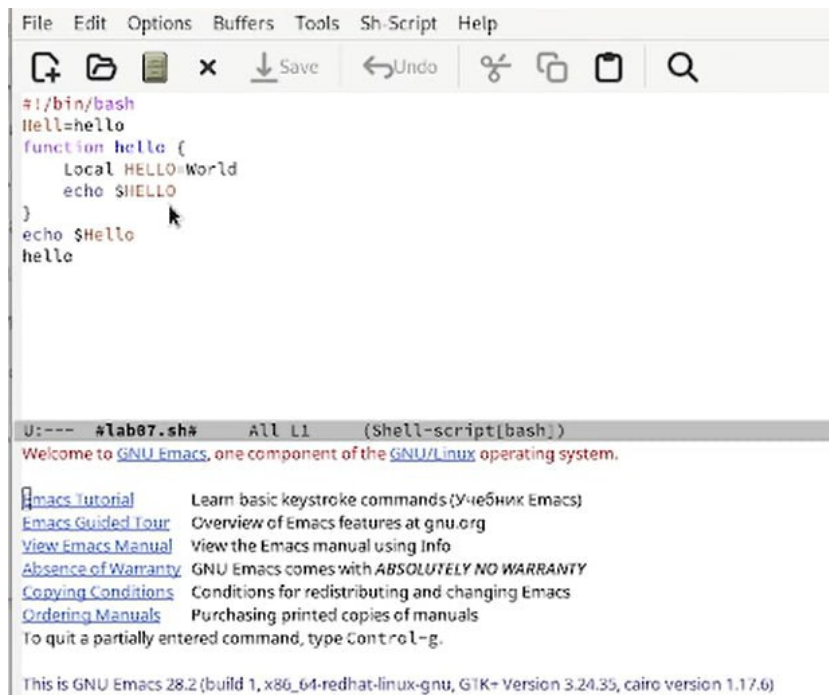 File Edit Options Buffers Tools Sh-Script Help
Save Undo
#!/bin/bash
Hell=hello
function hello {
    Local HELLO=World
    echo $HELLO
}
echo $Hello
hello
U:--- #lab07.sh# All L1 (Shell-script[bash])
Welcome to GNU Emacs, one component of the GNU/Linux operating system.
Emacs Tutorial Learn basic keystroke commands (Учебник Emacs)
Emacs Guided Tour Overview of Emacs features at gnu.org
View Emacs Manual View the Emacs manual using Info
Absence of Warranty GNU Emacs comes with ABSOLUTELY NO WARRANTY
Copying Conditions Conditions for redistributing and changing Emacs
Ordering Manuals Purchasing printed copies of manuals
To quit a partially entered command, type Control-g.
This is GNU Emacs 28.2 (build 1, x86_64-redhat-linux-gnu, GTK+ Version 3.24.35, cairo version 1.17.6)